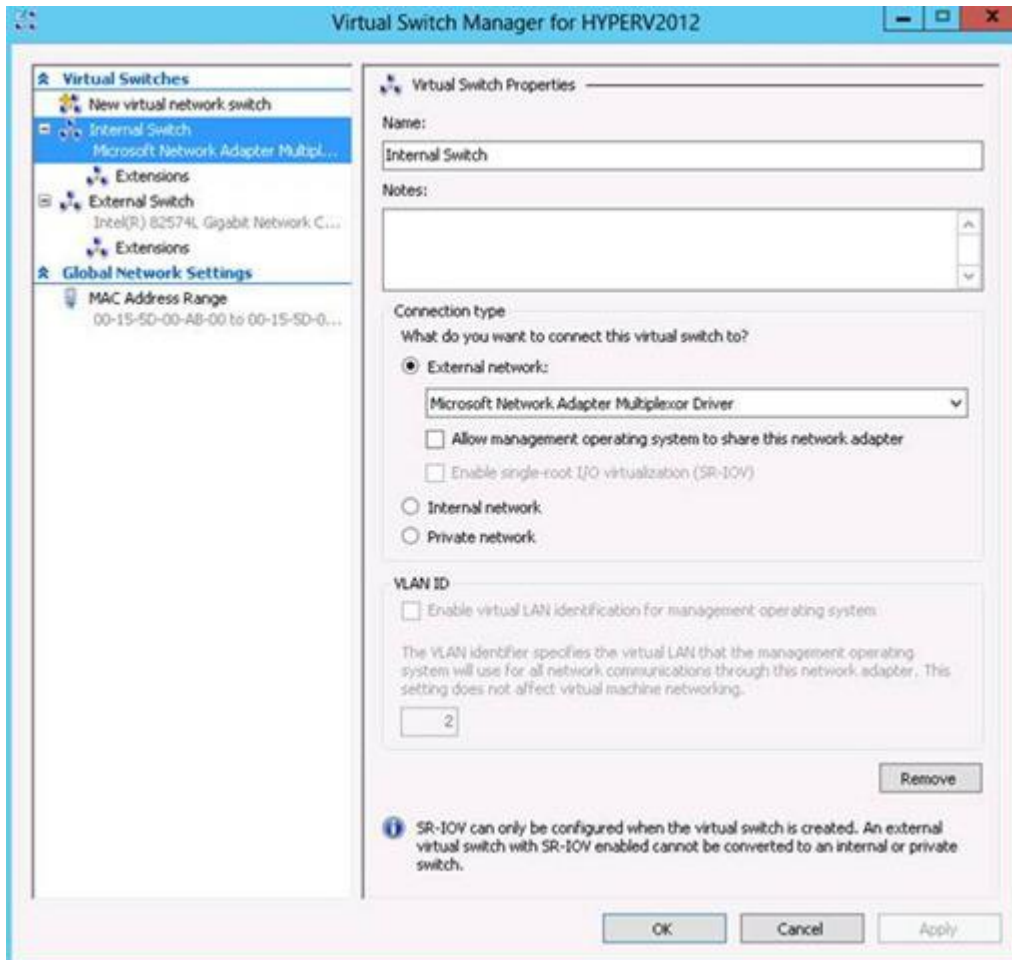 Virtual Switch Manager for HYPERV2012
Virtual Switches
New virtual network switch
Internal Switch
Microsoft Network Adapter Multipl...
Extensions
External Switch
Intel(R) 82574L Gigabit Network C...
Extensions
Global Network Settings
MAC Address Range
00-15-5D-00-AB-00 to 00-15-5D-0...
Virtual Switch Properties
Name:
Internal Switch
Notes:
Connection type
What do you want to connect this virtual switch to?
External network:
Microsoft Network Adapter Multiplexor Driver
Allow management operating system to share this network adapter
Enable single-root I/O virtualization (SR-IOV)
Internal network
Private network
VLAN ID
Enable virtual LAN identification for management operating system
The VLAN identifier specifies the virtual LAN that the management operating
system will use for all network communications through this network adapter. This
setting does not affect virtual machine networking.
2
Remove
SR-IOV can only be configured when the virtual switch is created. An external
virtual switch with SR-IOV enabled cannot be converted to an internal or private
switch.
OK
Cancel
Apply